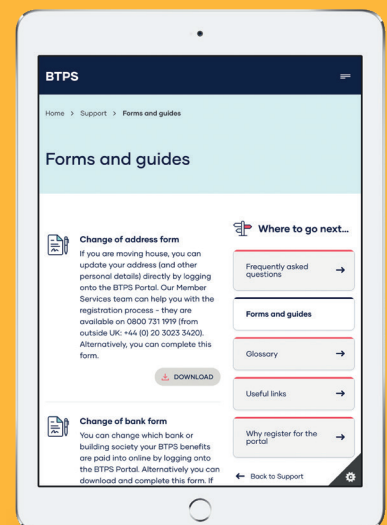 BTPS
Home > Support > Forms and guides
Forms and guides
Change of address form
If you are moving house, you can
update your address (and other
personal details) directly by logging
onto the BTPS Portal. Our Member
Services team can help you with the
registration process - they are
available on 0800 731 1919 (from
outside UK: +44 (0) 20 3023 3420).
Alternatively, you can complete this
form.
DOWNLOAD
Change of bank form
You can change which bank or
building society your BTPS benefits
are paid into online by logging onto
the BTPS Portal. Alternatively you can
download and complete this form. If
Where to go next...
Frequently asked
questions
Forms and guides
Glossary
Useful links
Why register for the
portal
Back to Support